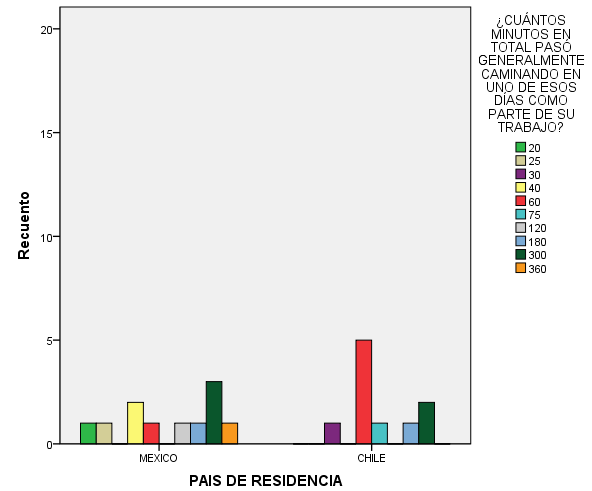 ¿CUÁNTOS
MINUTOS EN
TOTAL PASÓ
GENERALMENTE
CAMINANDO EN
UNO DE ESOS
DÍAS COMO
PARTE DE SU
TRABAJO?
20
25
30
40
60
75
120
180
300
360
20
15
10
5
0
Recuento
MEXICO CHILE
PAIS DE RESIDENCIA